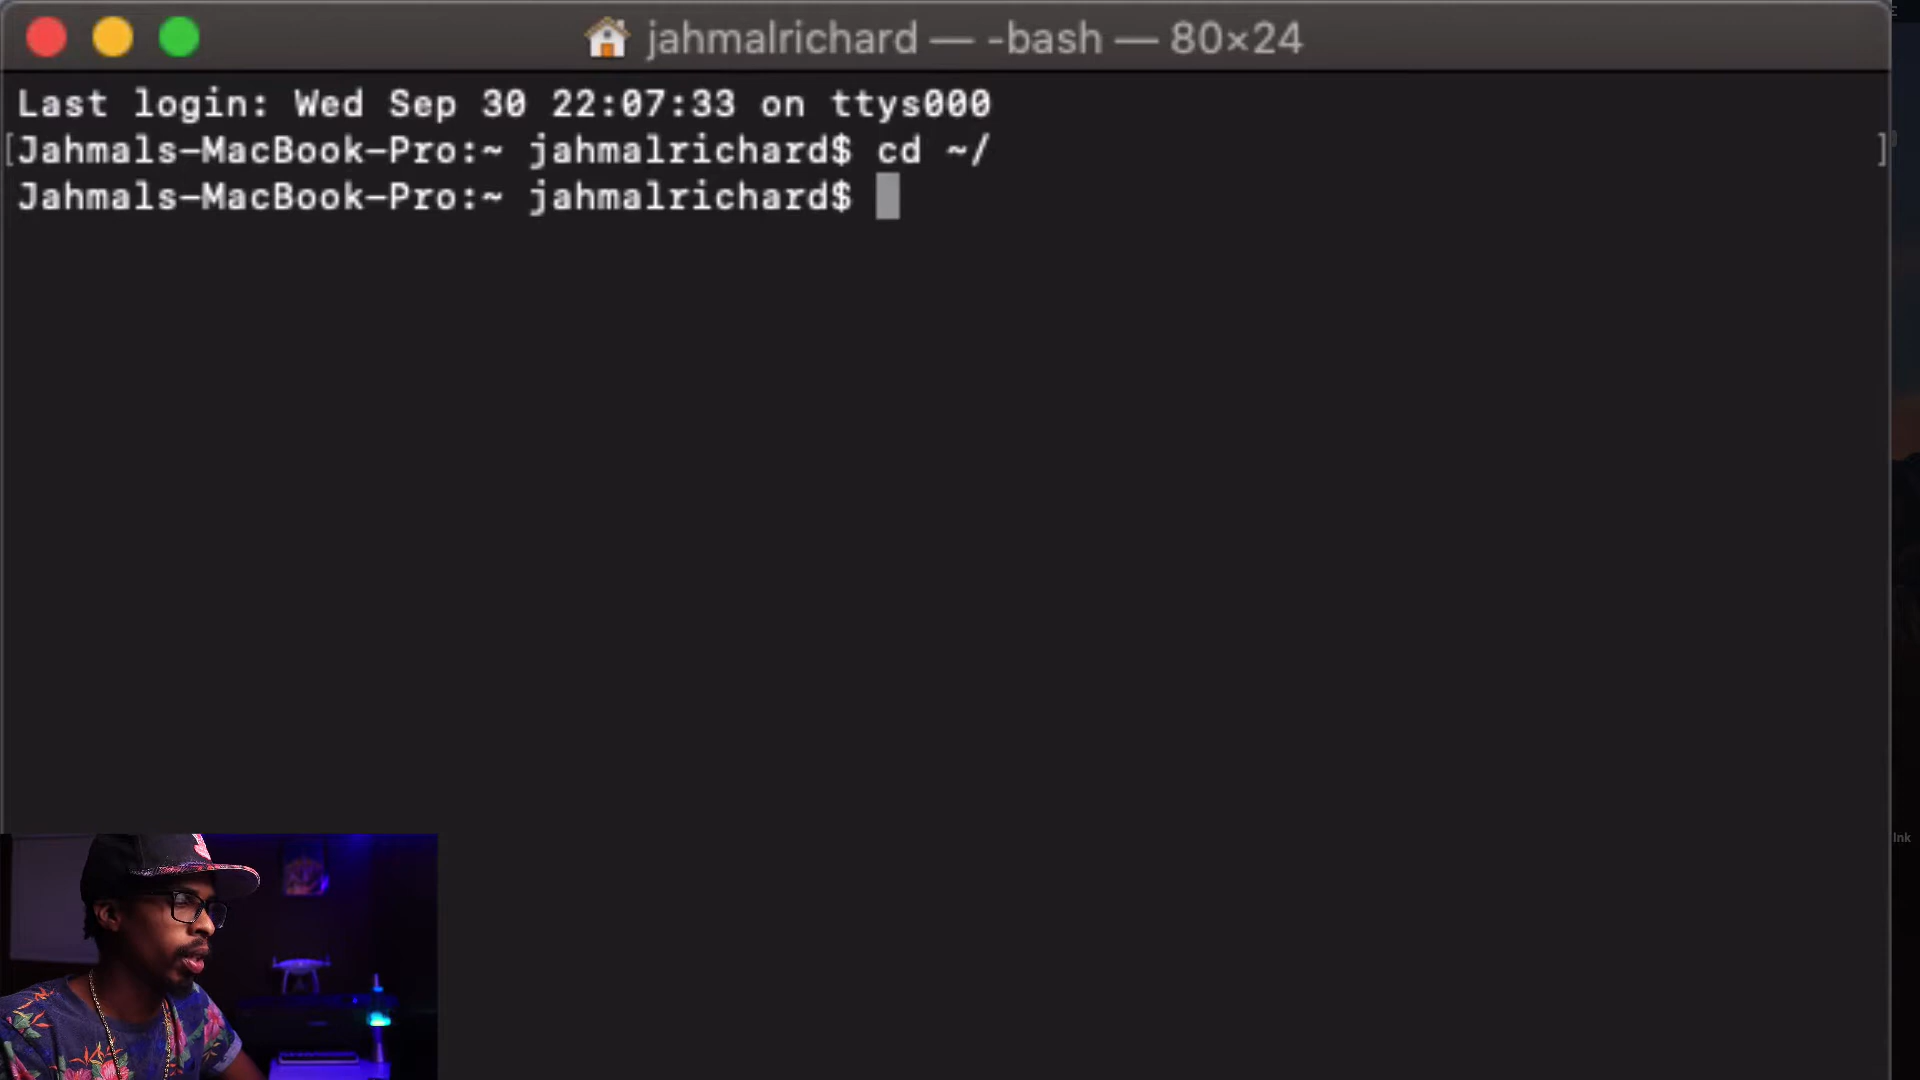 jahmalrichard — -bash — 80×24
Last login: Wed Sep 30 22:07:33 on ttys000
[Jahmals-MacBook-Pro:~ jahmalrichard$ cd ~/ ]
Jahmals-MacBook-Pro:~ jahmalrichard$
Ink